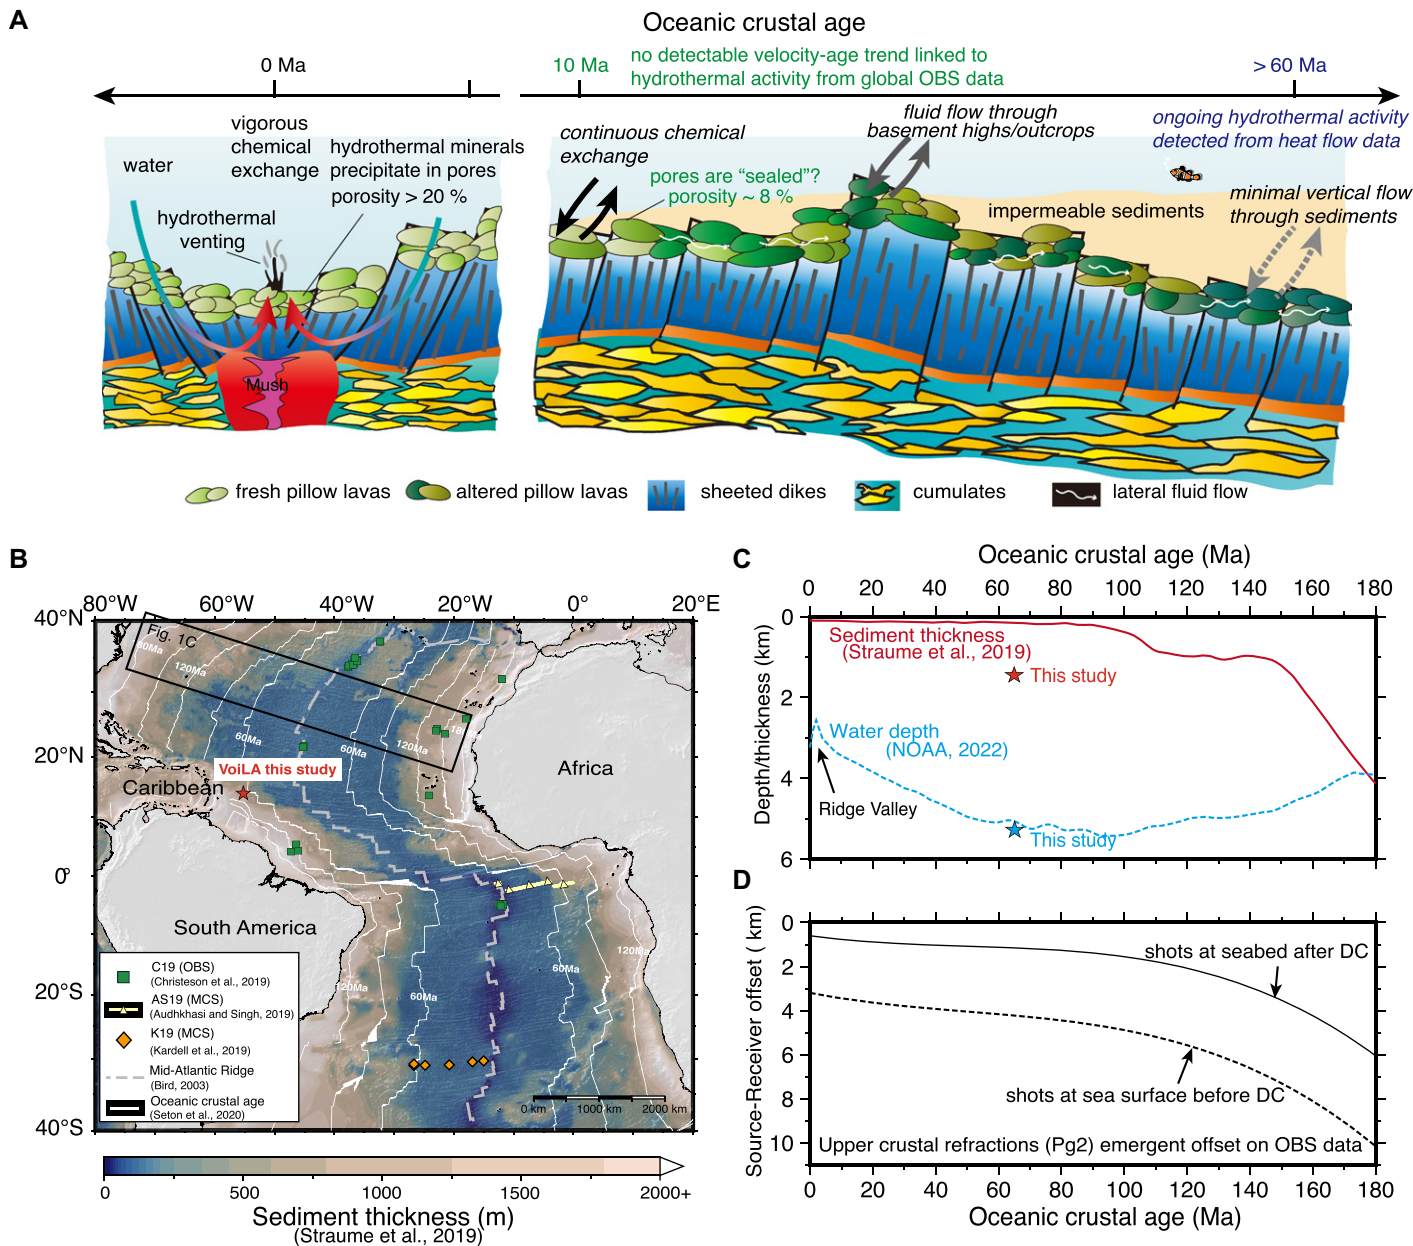 A
Oceanic crustal age
0 Ma
10 Ma
no detectable velocity-age trend linked to
hydrothermal activity from global OBS data
> 60 Ma
water
vigorous
chemical
exchange
hydrothermal minerals
precipitate in pores
porosity > 20 %
hydrothermal
venting
Mush
continuous chemical
exchange
pores are “sealed”?
porosity ~ 8 %
fluid flow through
basement highs/outcrops
ongoing hydrothermal activity
detected from heat flow data
impermeable sediments
minimal vertical flow
through sediments
fresh pillow lavas
altered pillow lavas
sheeted dikes
cumulates
lateral fluid flow
B
80°W
60°W
40°W
20°W
0°
20°E
40°N
20°N
0°
20°S
40°S
Fig. 1C
120Ma
60Ma
60Ma
120Ma
VoiLA this study
Caribbean
Africa
South America
60Ma
60Ma
120Ma
120Ma
C19 (OBS)
(Christeson et al., 2019)
AS19 (MCS)
(Audhkhasi and Singh, 2019)
K19 (MCS)
(Kardell et al., 2019)
Mid-Atlantic Ridge
(Bird, 2003)
Oceanic crustal age
(Seton et al., 2020)
0 km
1000 km
2000 km
0
500
1000
1500
2000+
Sediment thickness (m)
(Straume et al., 2019)
C
Oceanic crustal age (Ma)
0 20 40 60 80 100 120 140 160 180
0
2
4
6
Depth/thickness (km)
Sediment thickness
(Straume et al., 2019)
This study
Water depth
(NOAA, 2022)
Ridge Valley
This study
D
0
2
4
6
8
10
Source-Receiver offset ( km)
shots at seabed after DC
shots at sea surface before DC
Upper crustal refractions (Pg2) emergent offset on OBS data
0 20 40 60 80 100 120 140 160 180
Oceanic crustal age (Ma)